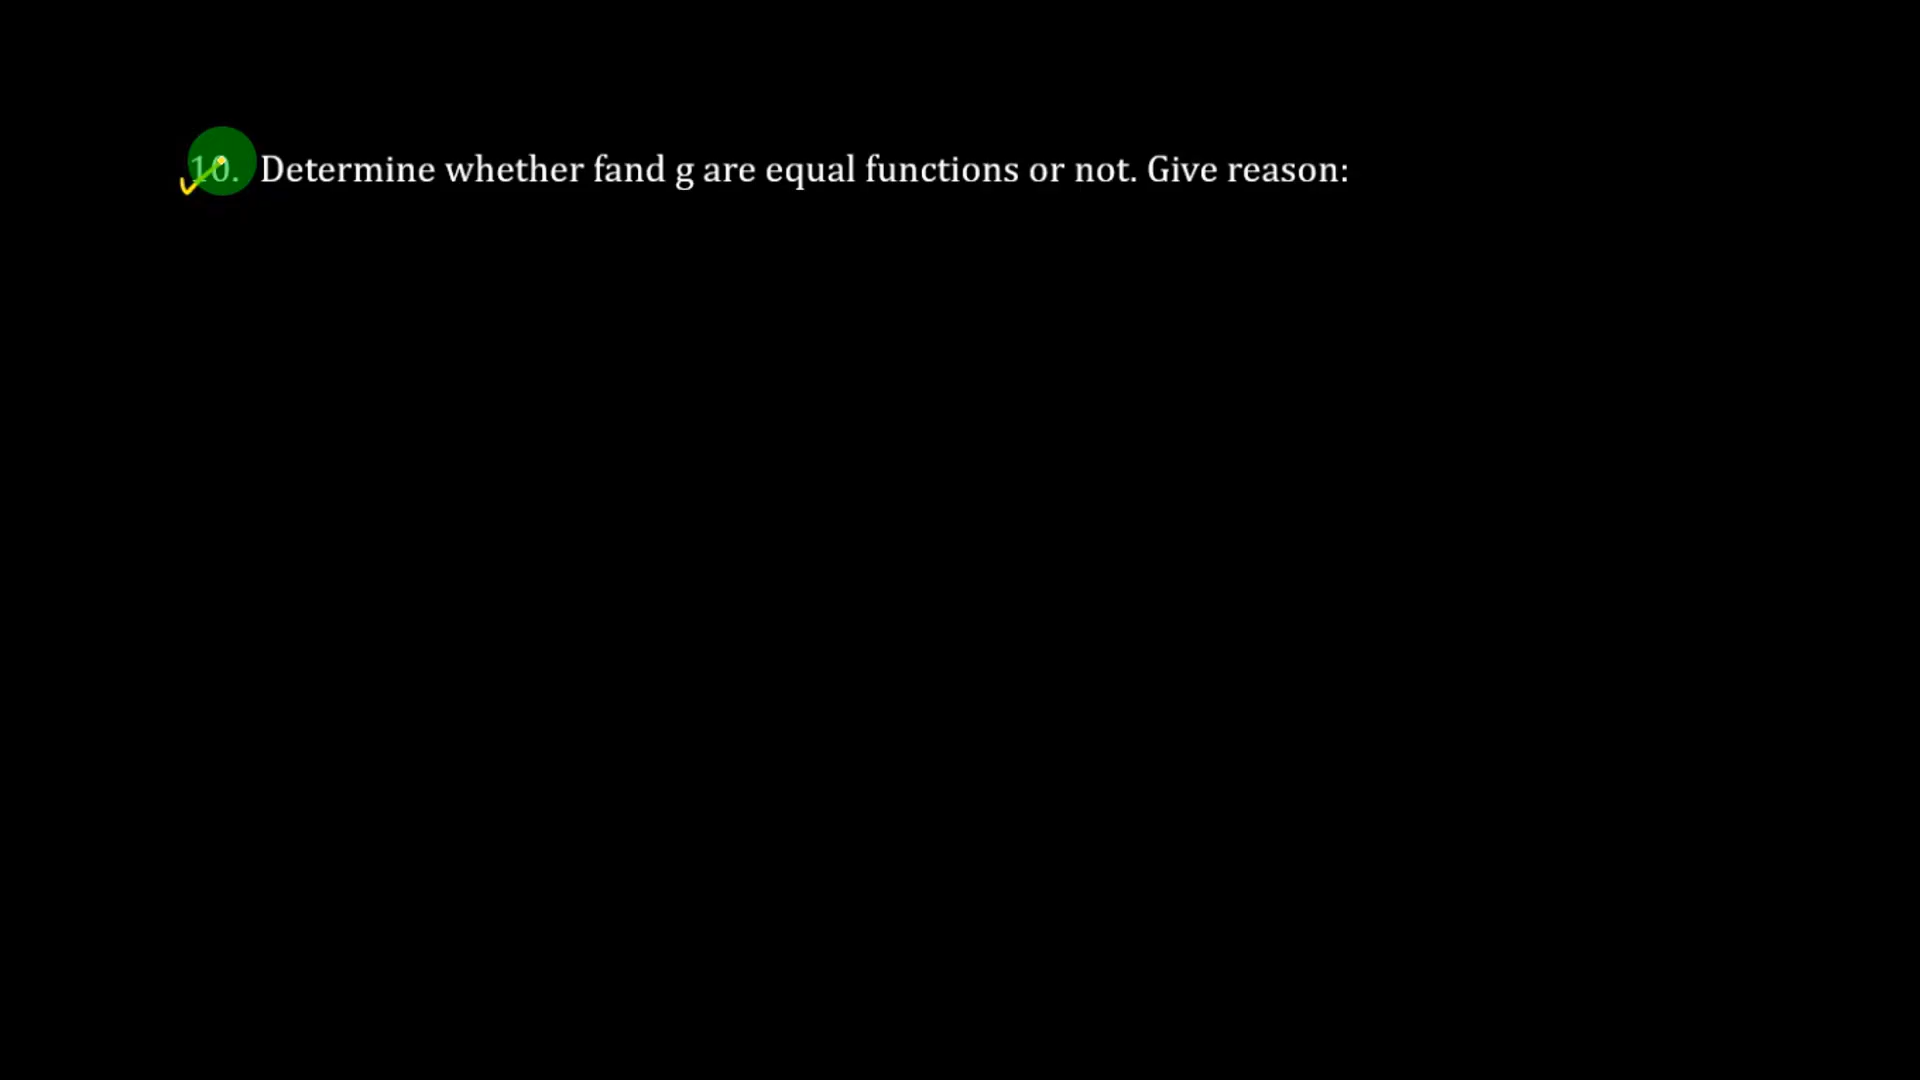 10. Determine whether fand g are equal functions or not. Give reason: